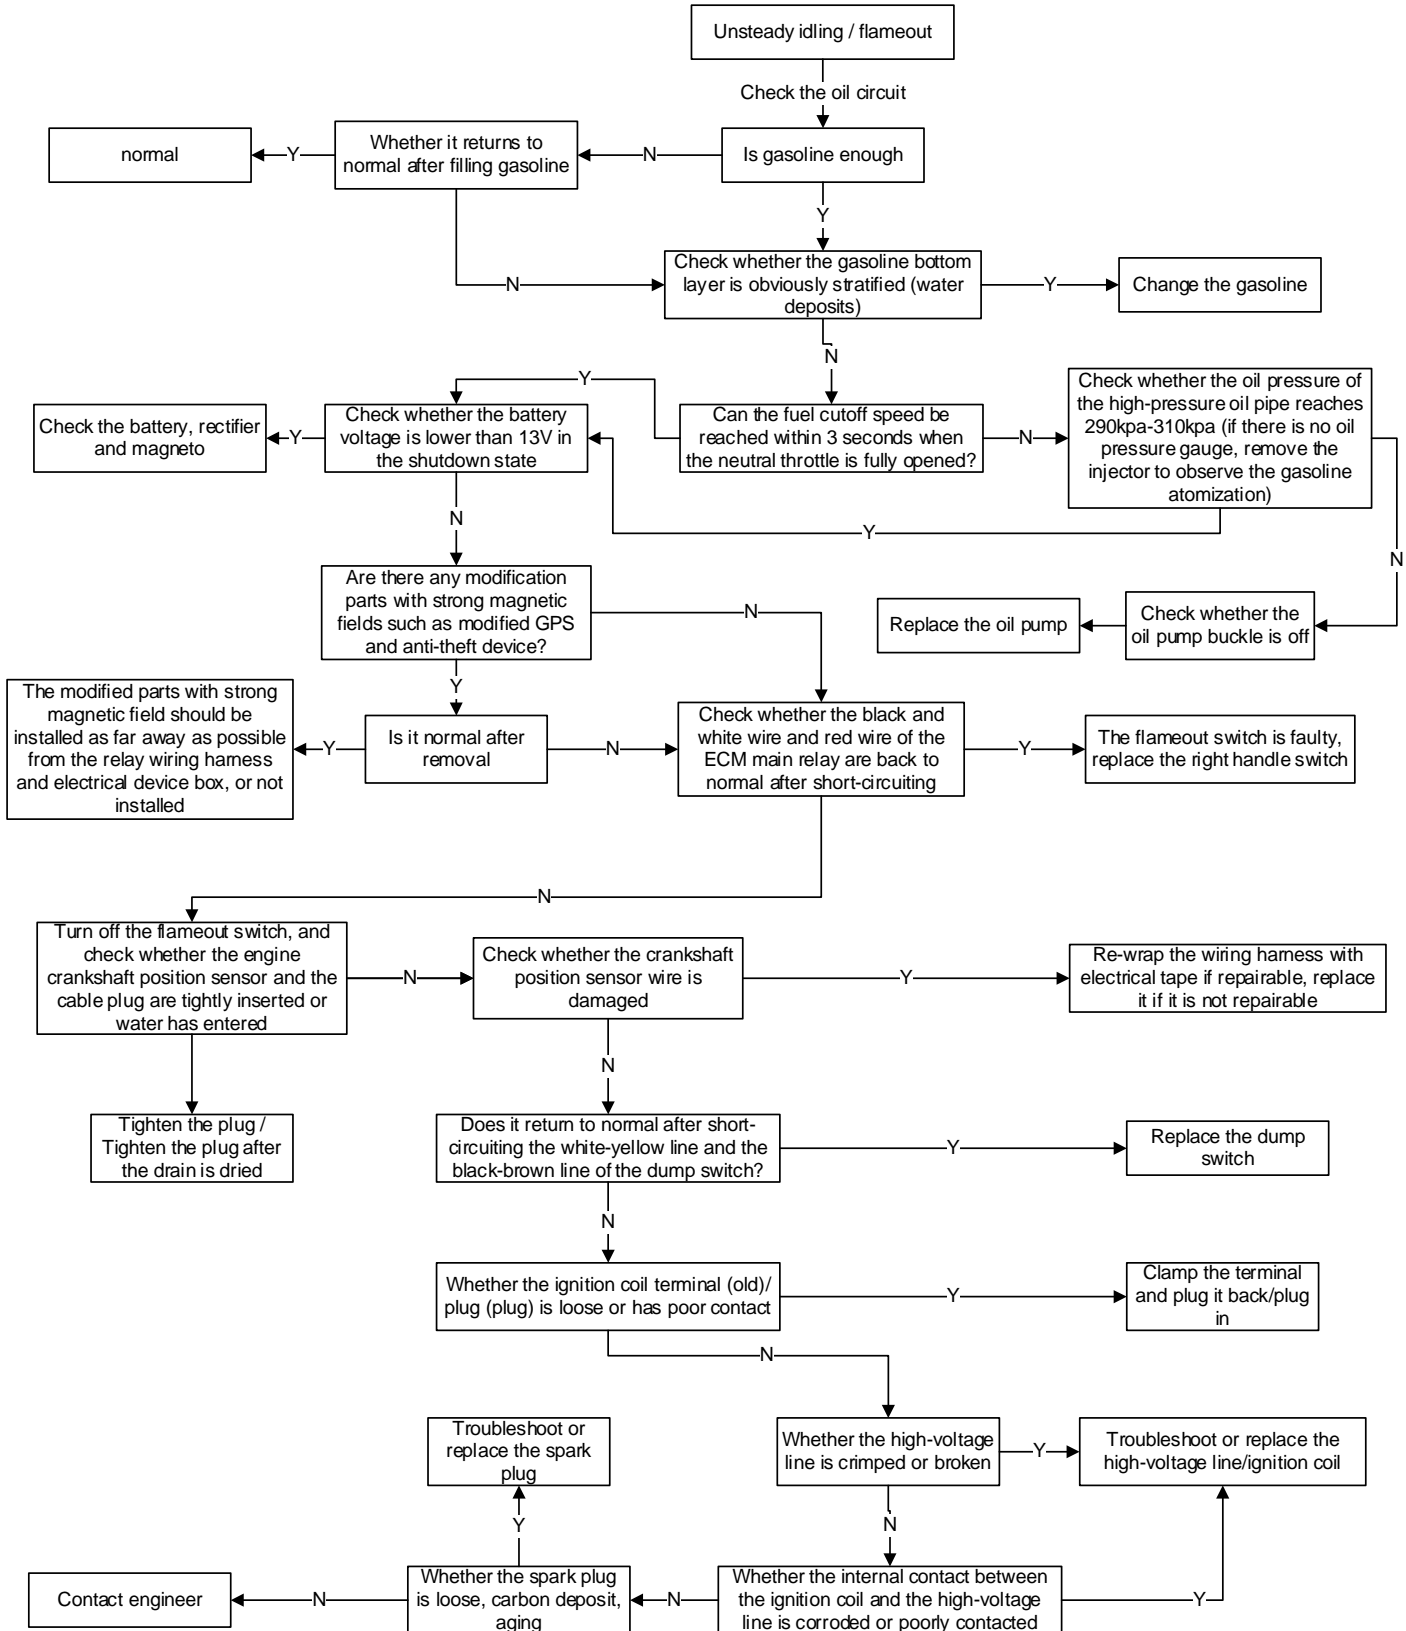 Unsteady idling / flameout
Check the oil circuit
normal
Y
Whether it returns to
normal after filling gasoline
N
Is gasoline enough
Y
N
Check whether the gasoline bottom
layer is obviously stratified (water
deposits)
Y
Change the gasoline
N
Y
Check the battery, rectifier
and magneto
Y
Check whether the battery
voltage is lower than 13V in
the shutdown state
Can the fuel cutoff speed be
reached within 3 seconds when
the neutral throttle is fully opened?
N
Check whether the oil pressure of
the high-pressure oil pipe reaches
290kpa-310kpa (if there is no oil
pressure gauge, remove the
injector to observe the gasoline
atomization)
N
Y
N
Are there any modification
parts with strong magnetic
fields such as modified GPS
and anti-theft device?
N
Replace the oil pump
Check whether the
oil pump buckle is off
Y
The modified parts with strong
magnetic field should be
installed as far away as possible
from the relay wiring harness
and electrical device box, or not
installed
Y
Is it normal after
removal
N
Check whether the black and
white wire and red wire of the
ECM main relay are back to
normal after short-circuiting
Y
The flameout switch is faulty,
replace the right handle switch
N
Turn off the flameout switch, and
check whether the engine
crankshaft position sensor and the
cable plug are tightly inserted or
water has entered
N
Check whether the crankshaft
position sensor wire is
damaged
Y
Re-wrap the wiring harness with
electrical tape if repairable, replace
it if it is not repairable
N
Tighten the plug /
Tighten the plug after
the drain is dried
Does it return to normal after short-
circuiting the white-yellow line and the
black-brown line of the dump switch?
Y
Replace the dump
switch
N
Whether the ignition coil terminal (old)/
plug (plug) is loose or has poor contact
Y
Clamp the terminal
and plug it back/plug
in
N
Troubleshoot or
replace the spark
plug
Whether the high-voltage
line is crimped or broken
Y
Troubleshoot or replace the
high-voltage line/ignition coil
Y
N
Contact engineer
N
Whether the spark plug
is loose, carbon deposit,
aging
N
Whether the internal contact between
the ignition coil and the high-voltage
line is corroded or poorly contacted
Y